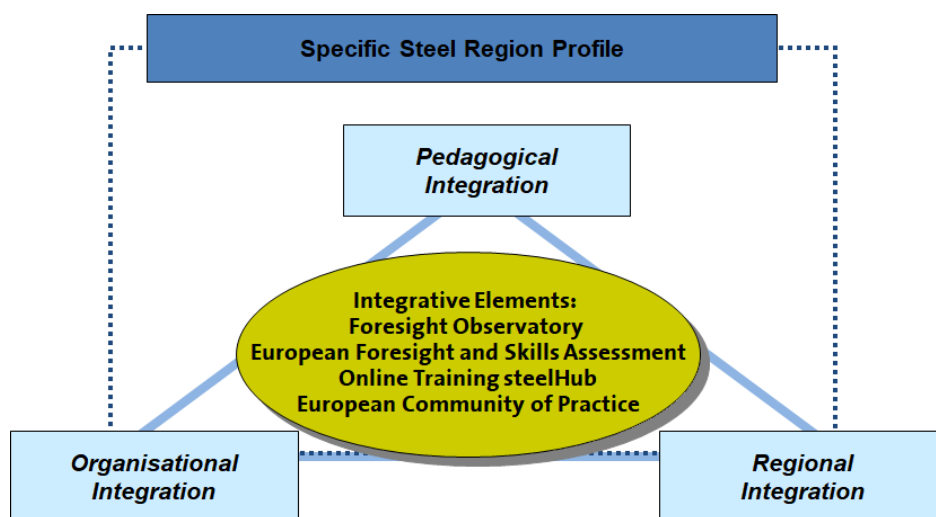 Specific Steel Region Profile
Pedagogical
Integration
Integrative Elements:
Foresight Observatory
European Foresight and Skills Assessment
Online Training steelHub
European Community of Practice
Organisational
Integration
Regional
Integration